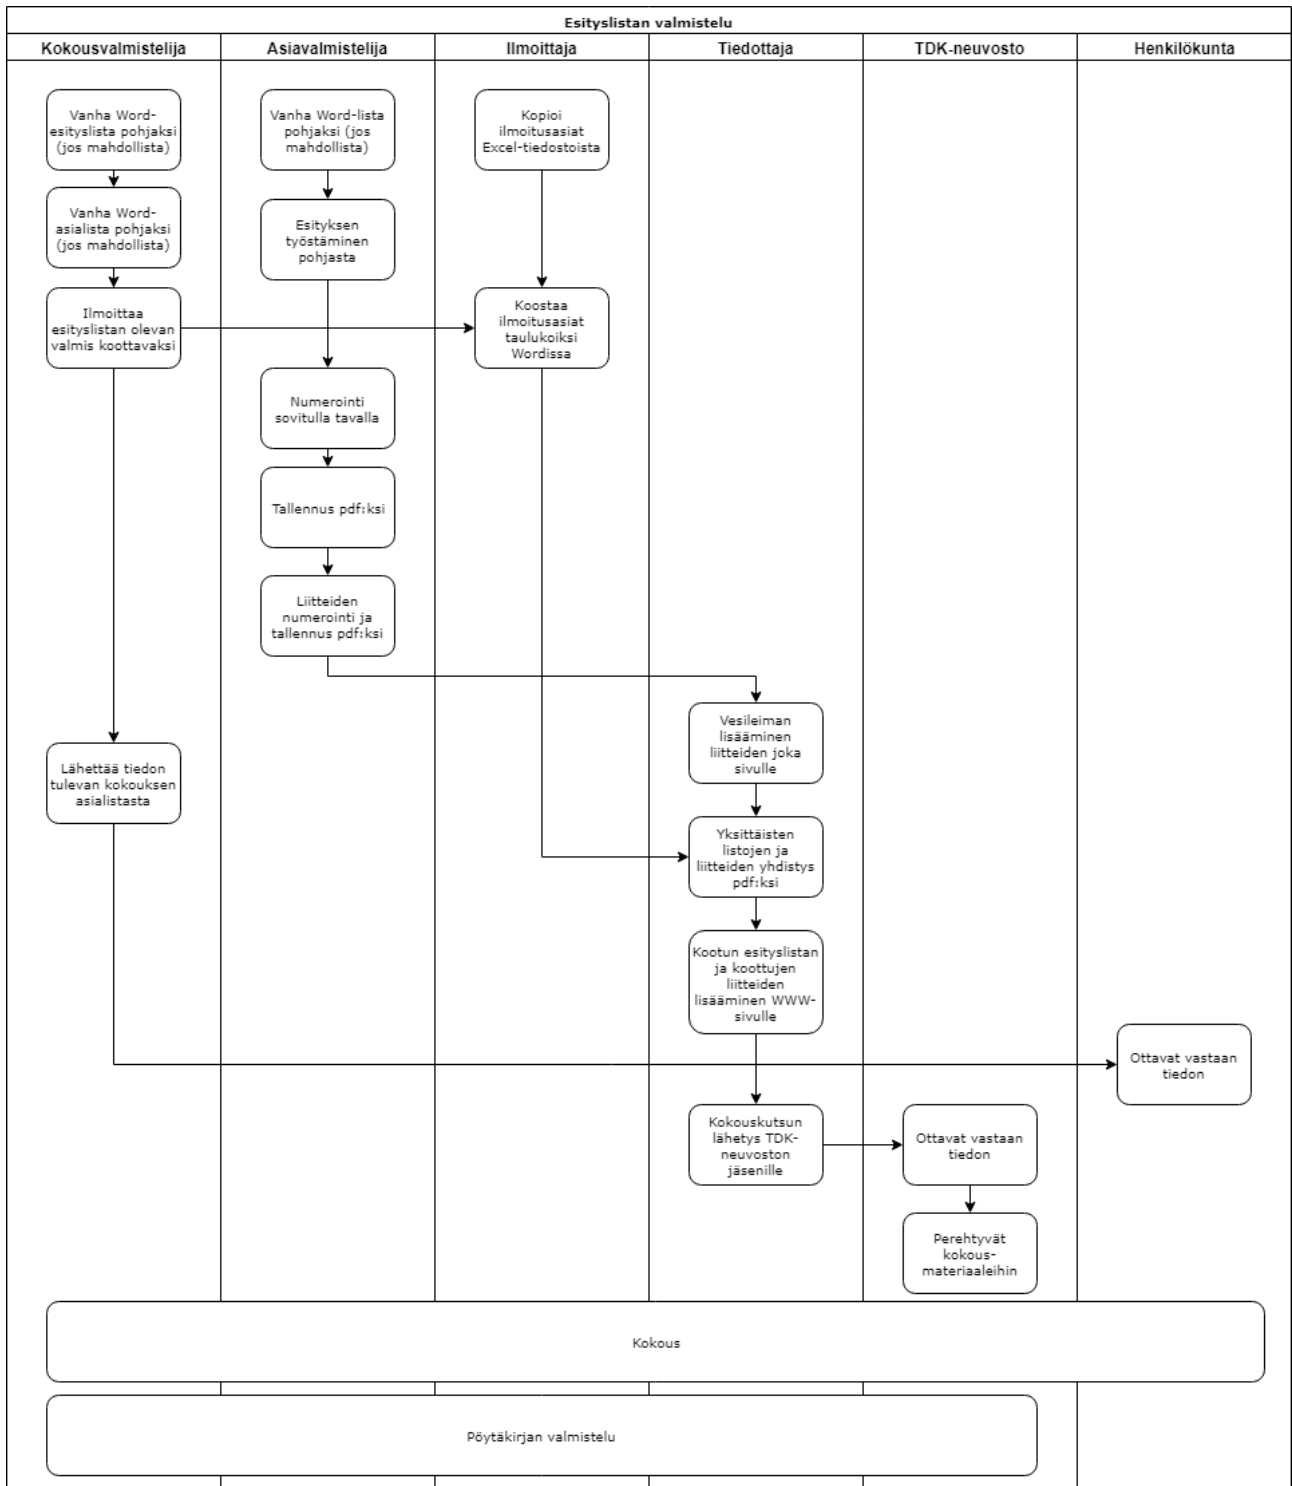 Esityslistan valmistelu
Kokousvalmistelija
Asiavalmistelija
Ilmoittaja
Tiedottaja
TDK-neuvosto
Henkilökunta
Vanha Word-
esityslista pohjaksi
(jos mahdollista)
Vanha Word-lista
pohjaksi (jos
mahdollista)
Kopioi
ilmoitusasiat
Excel-tiedostoista
Vanha Word-
asialista pohjaksi
(jos mahdollista)
Esityksen
työstäminen
pohjasta
Ilmoittaa
esityslistan olevan
valmis koottavaksi
Koostaa
ilmoitusasiat
taulukoiksi
Wordissa
Numerointi
sovitulla tavalla
Tallennus pdf:ksi
Liitteiden
numerointi ja
tallennus pdf:ksi
Vesileiman
lisääminen
liitteiden joka
sivulle
Lähettää tiedon
tulevan kokouksen
asialistasta
Yksittäisten
listojen ja
liitteiden yhdistys
pdf:ksi
Kootun esityslistan
ja koottujen
liitteiden
lisääminen WWW-
sivulle
Ottavat vastaan
tiedon
Kokouskutsun
lähetys TDK-
neuvoston
jäsenille
Ottavat vastaan
tiedon
Perehtyvät
kokous-
materiaaleihin
Kokous
Pöytäkirjan valmistelu